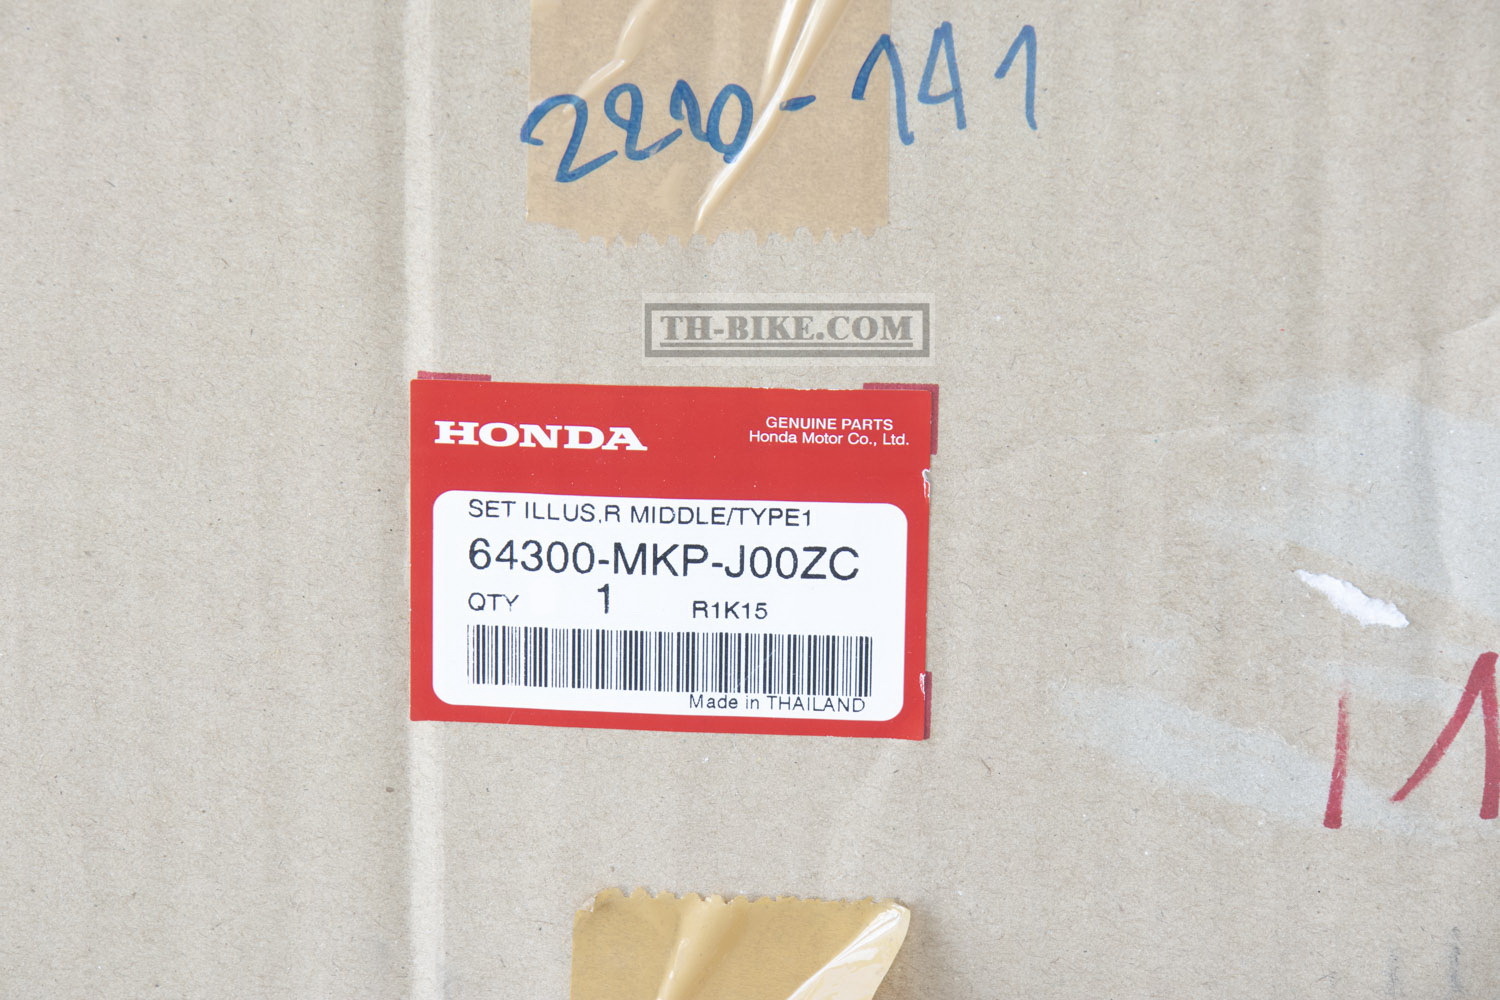 2210-141
TH-BIKE.COM
HONDA
GENUINE PARTS
Honda Motor Co., Ltd.
SET ILLUS,R MIDDLE/TYPE1
64300-MKP-J00ZC
QTY 1 R1K15
Made in THAILAND